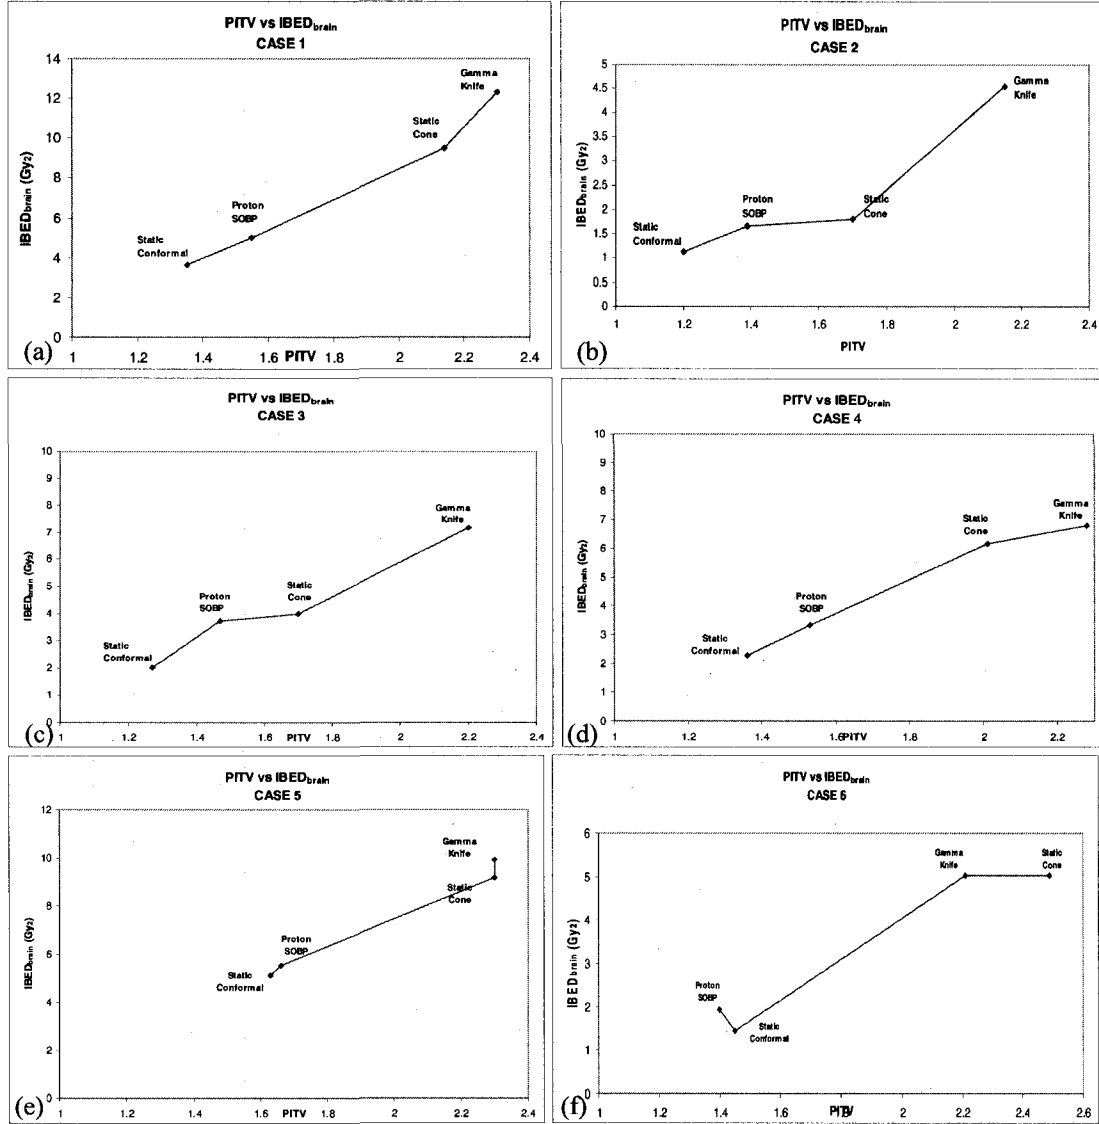 PITV vs IBEDbrain
CASE 1
14
12
10
8
6
4
2
0
IBEDbrain (Gy2)
Gamma
Knife
Static
Cone
Proton
SOBP
Static
Conformal
1
1.2
1.4
1.6
PITV
1.8
2
2.2
2.4
(a)
PITV vs IBEDbrain
CASE 2
5
4.5
4
3.5
3
2.5
2
1.5
1
0.5
0
IBEDbrain (Gy2)
Gamma
Knife
Proton
SOBP
Static
Cone
Static
Conformal
1
1.2
1.4
1.6
1.8
2
2.2
2.4
PITV
(b)
PITV vs IBEDbrain
CASE 3
10
9
8
7
6
5
4
3
2
1
0
IBEDbrain (Gy2)
Gamma
Knife
Static
Cone
Proton
SOBP
Static
Conformal
1
1.2
1.4
1.6
PITV
1.8
2
2.2
2.4
(c)
PITV vs IBEDbrain
CASE 4
10
9
8
7
6
5
4
3
2
1
0
IBEDbrain (Gy2)
Gamma
Knife
Static
Cone
Proton
SOBP
Static
Conformal
1
1.2
1.4
1.6
PITV
1.8
2
2.2
(d)
PITV vs IBEDbrain
CASE 5
12
10
8
6
4
2
0
IBEDbrain (Gy2)
Gamma
Knife
Static
Cone
Proton
SOBP
Static
Conformal
1
1.2
1.4
1.6
PITV
1.8
2
2.2
2.4
(e)
PITV vs IBEDbrain
CASE 6
6
5
4
3
2
1
0
IBEDbrain (Gy2)
Gamma
Knife
Static
Cone
Proton
SOBP
Static
Conformal
1
1.2
1.4
1.6
PITV
2
2.2
2.4
2.6
(f)